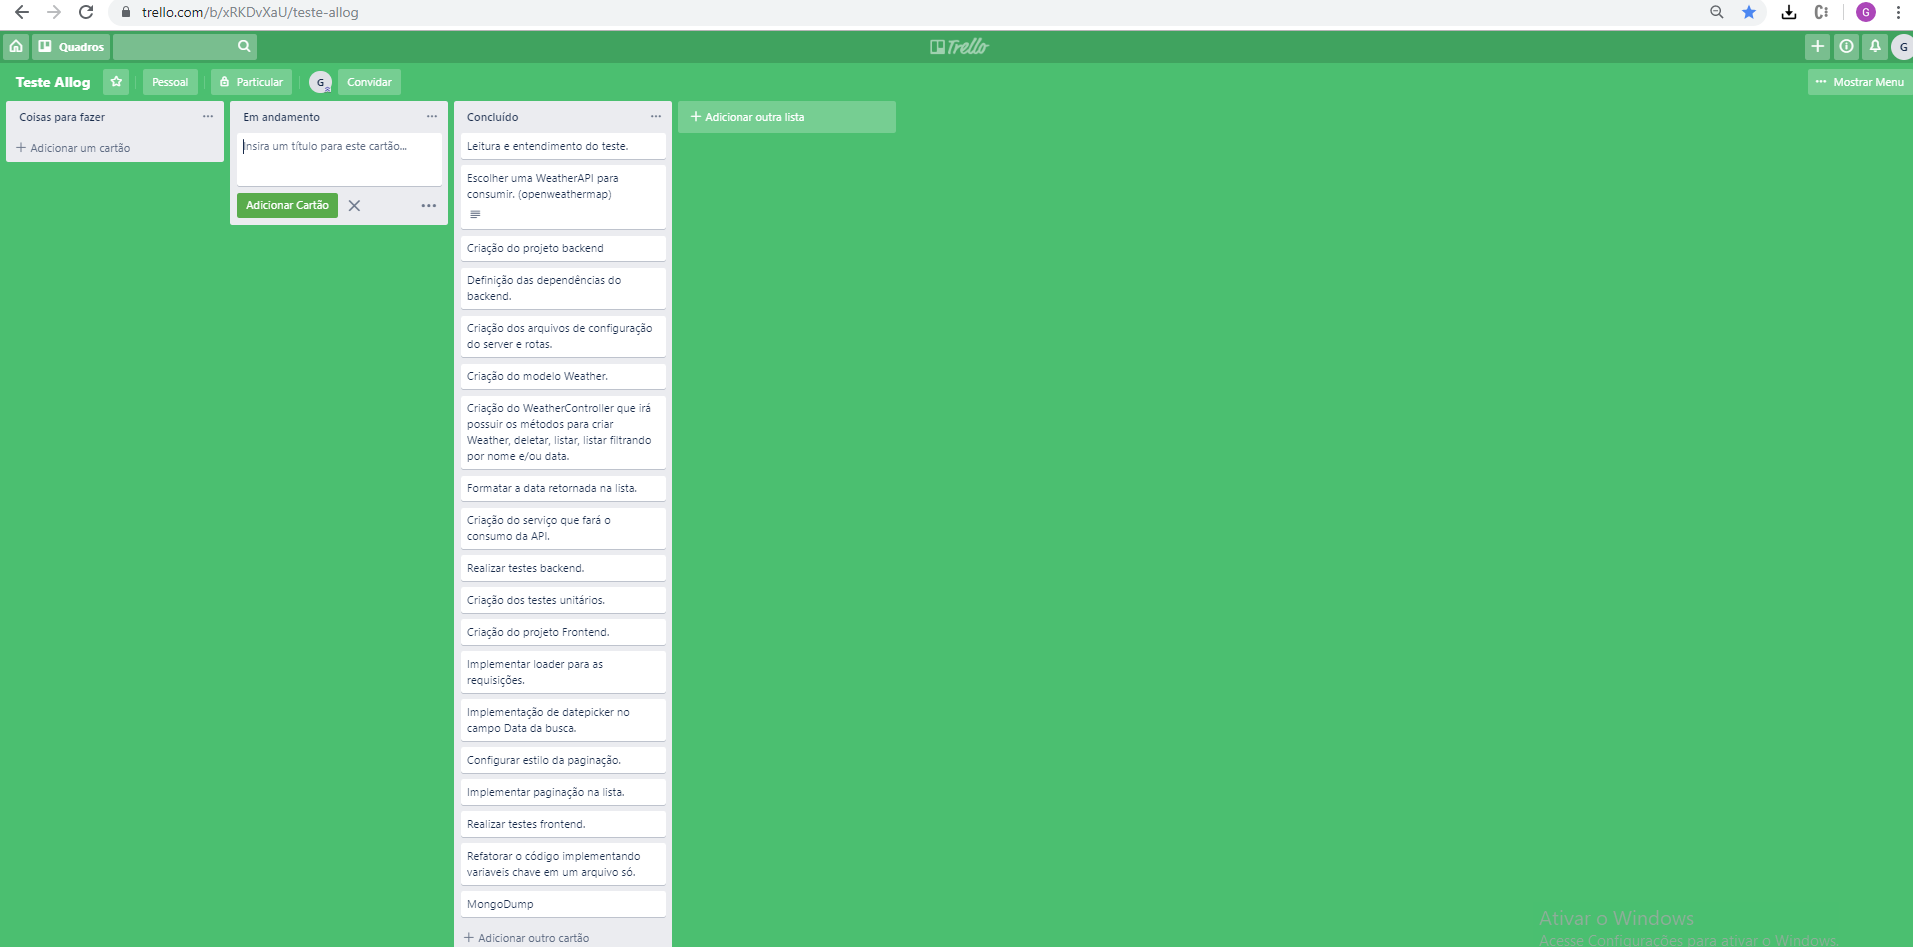 trello.com/b/xRKDvXaU/teste-allog
G
Quadros
Trello
G
Teste Allog
Pessoal
Particular
G
Convidar
Mostrar Menu
Coisas para fazer
Adicionar um cartão
Em andamento
Insira um título para este cartão...
Adicionar Cartão
Concluído
Leitura e entendimento do teste.
Escolher uma WeatherAPI para
consumir. (openweathermap)
Criação do projeto backend
Definição das dependências do
backend.
Criação dos arquivos de configuração
do server e rotas.
Criação do modelo Weather.
Criação do WeatherController que irá
possuir os métodos para criar
Weather, deletar, listar, listar filtrando
por nome e/ou data.
Formatar a data retornada na lista.
Criação do serviço que fará o
consumo da API.
Realizar testes backend.
Criação dos testes unitários.
Criação do projeto Frontend.
Implementar loader para as
requisições.
Implementação de datepicker no
campo Data da busca.
Configurar estilo da paginação.
Implementar paginação na lista.
Realizar testes frontend.
Refatorar o código implementando
variaveis chave em um arquivo só.
MongoDump
Adicionar outro cartão
Adicionar outra lista
Ativar o Windows
Acesse Configurações para ativar o Windows.